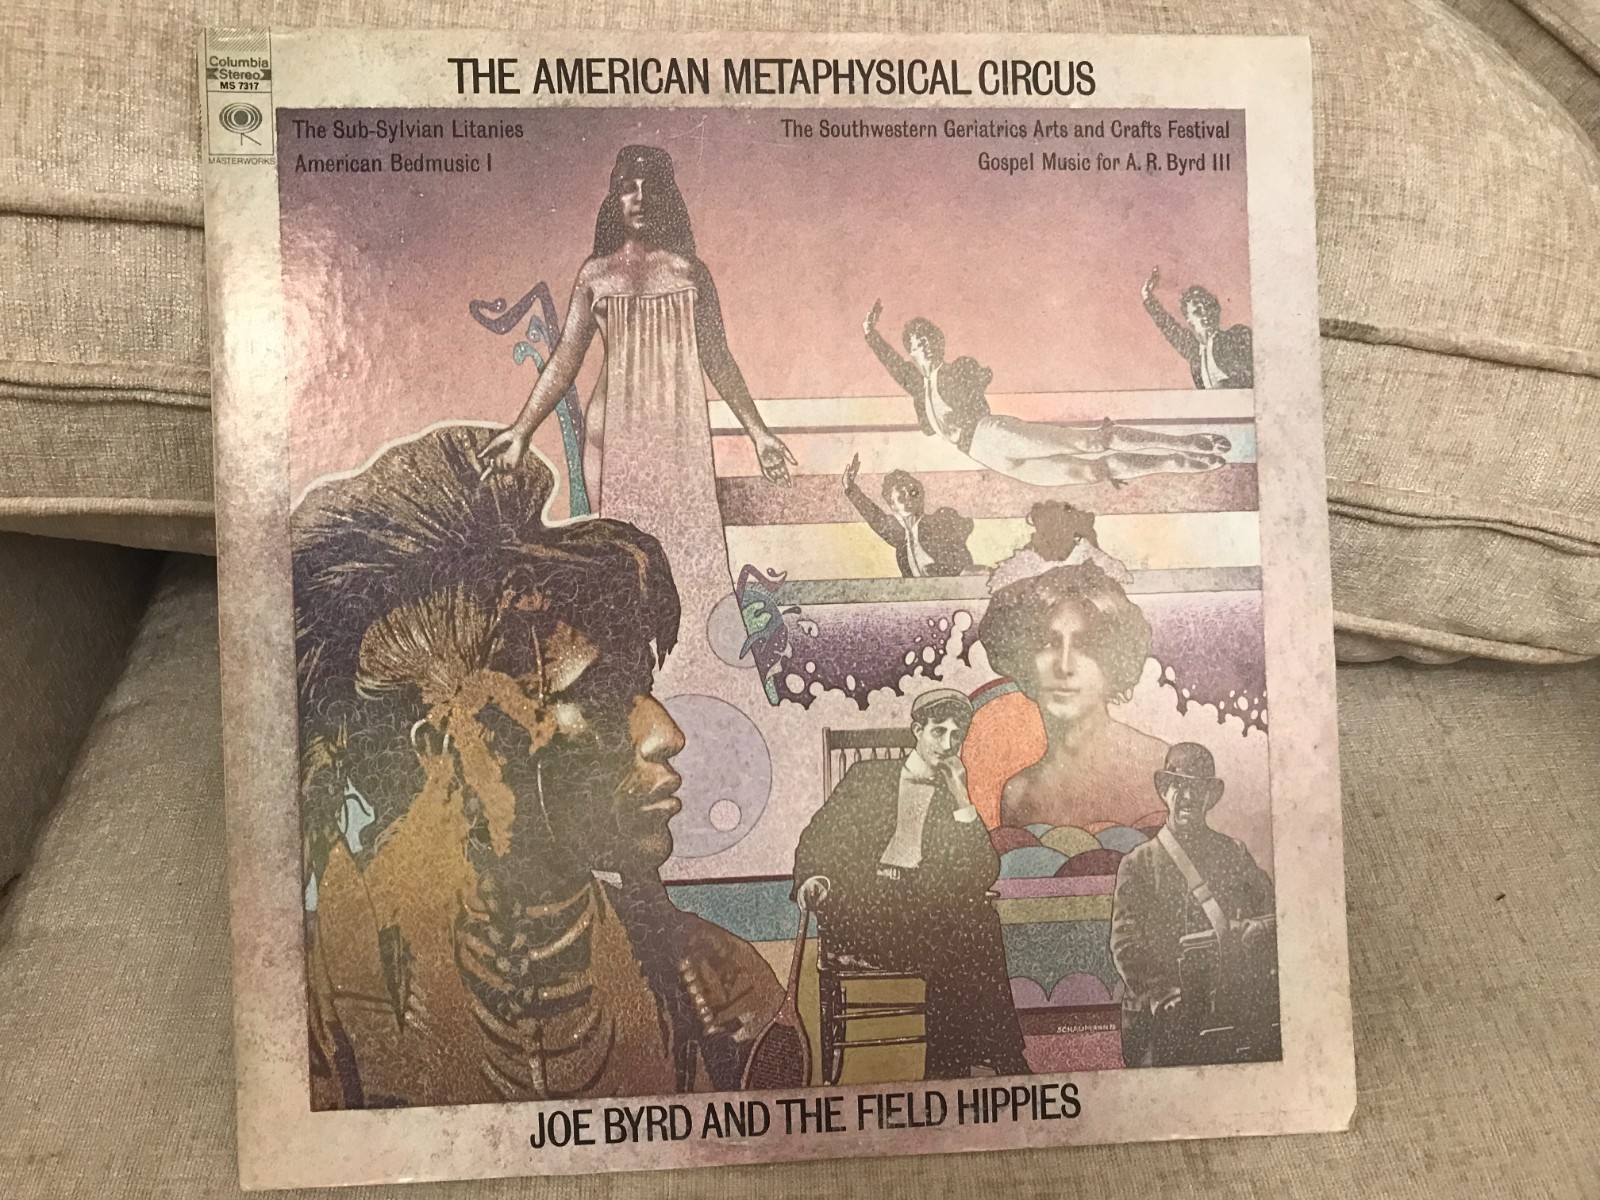 Columbia
Stereo
MS 7317
MASTERWORKS
THE AMERICAN METAPHYSICAL CIRCUS
The Sub-Sylvian Litanies
American Bedmusic I
The Southwestern Geriatrics Arts and Crafts Festival
Gospel Music for A. R. Byrd III
SCHAUMANN
JOE BYRD AND THE FIELD HIPPIES